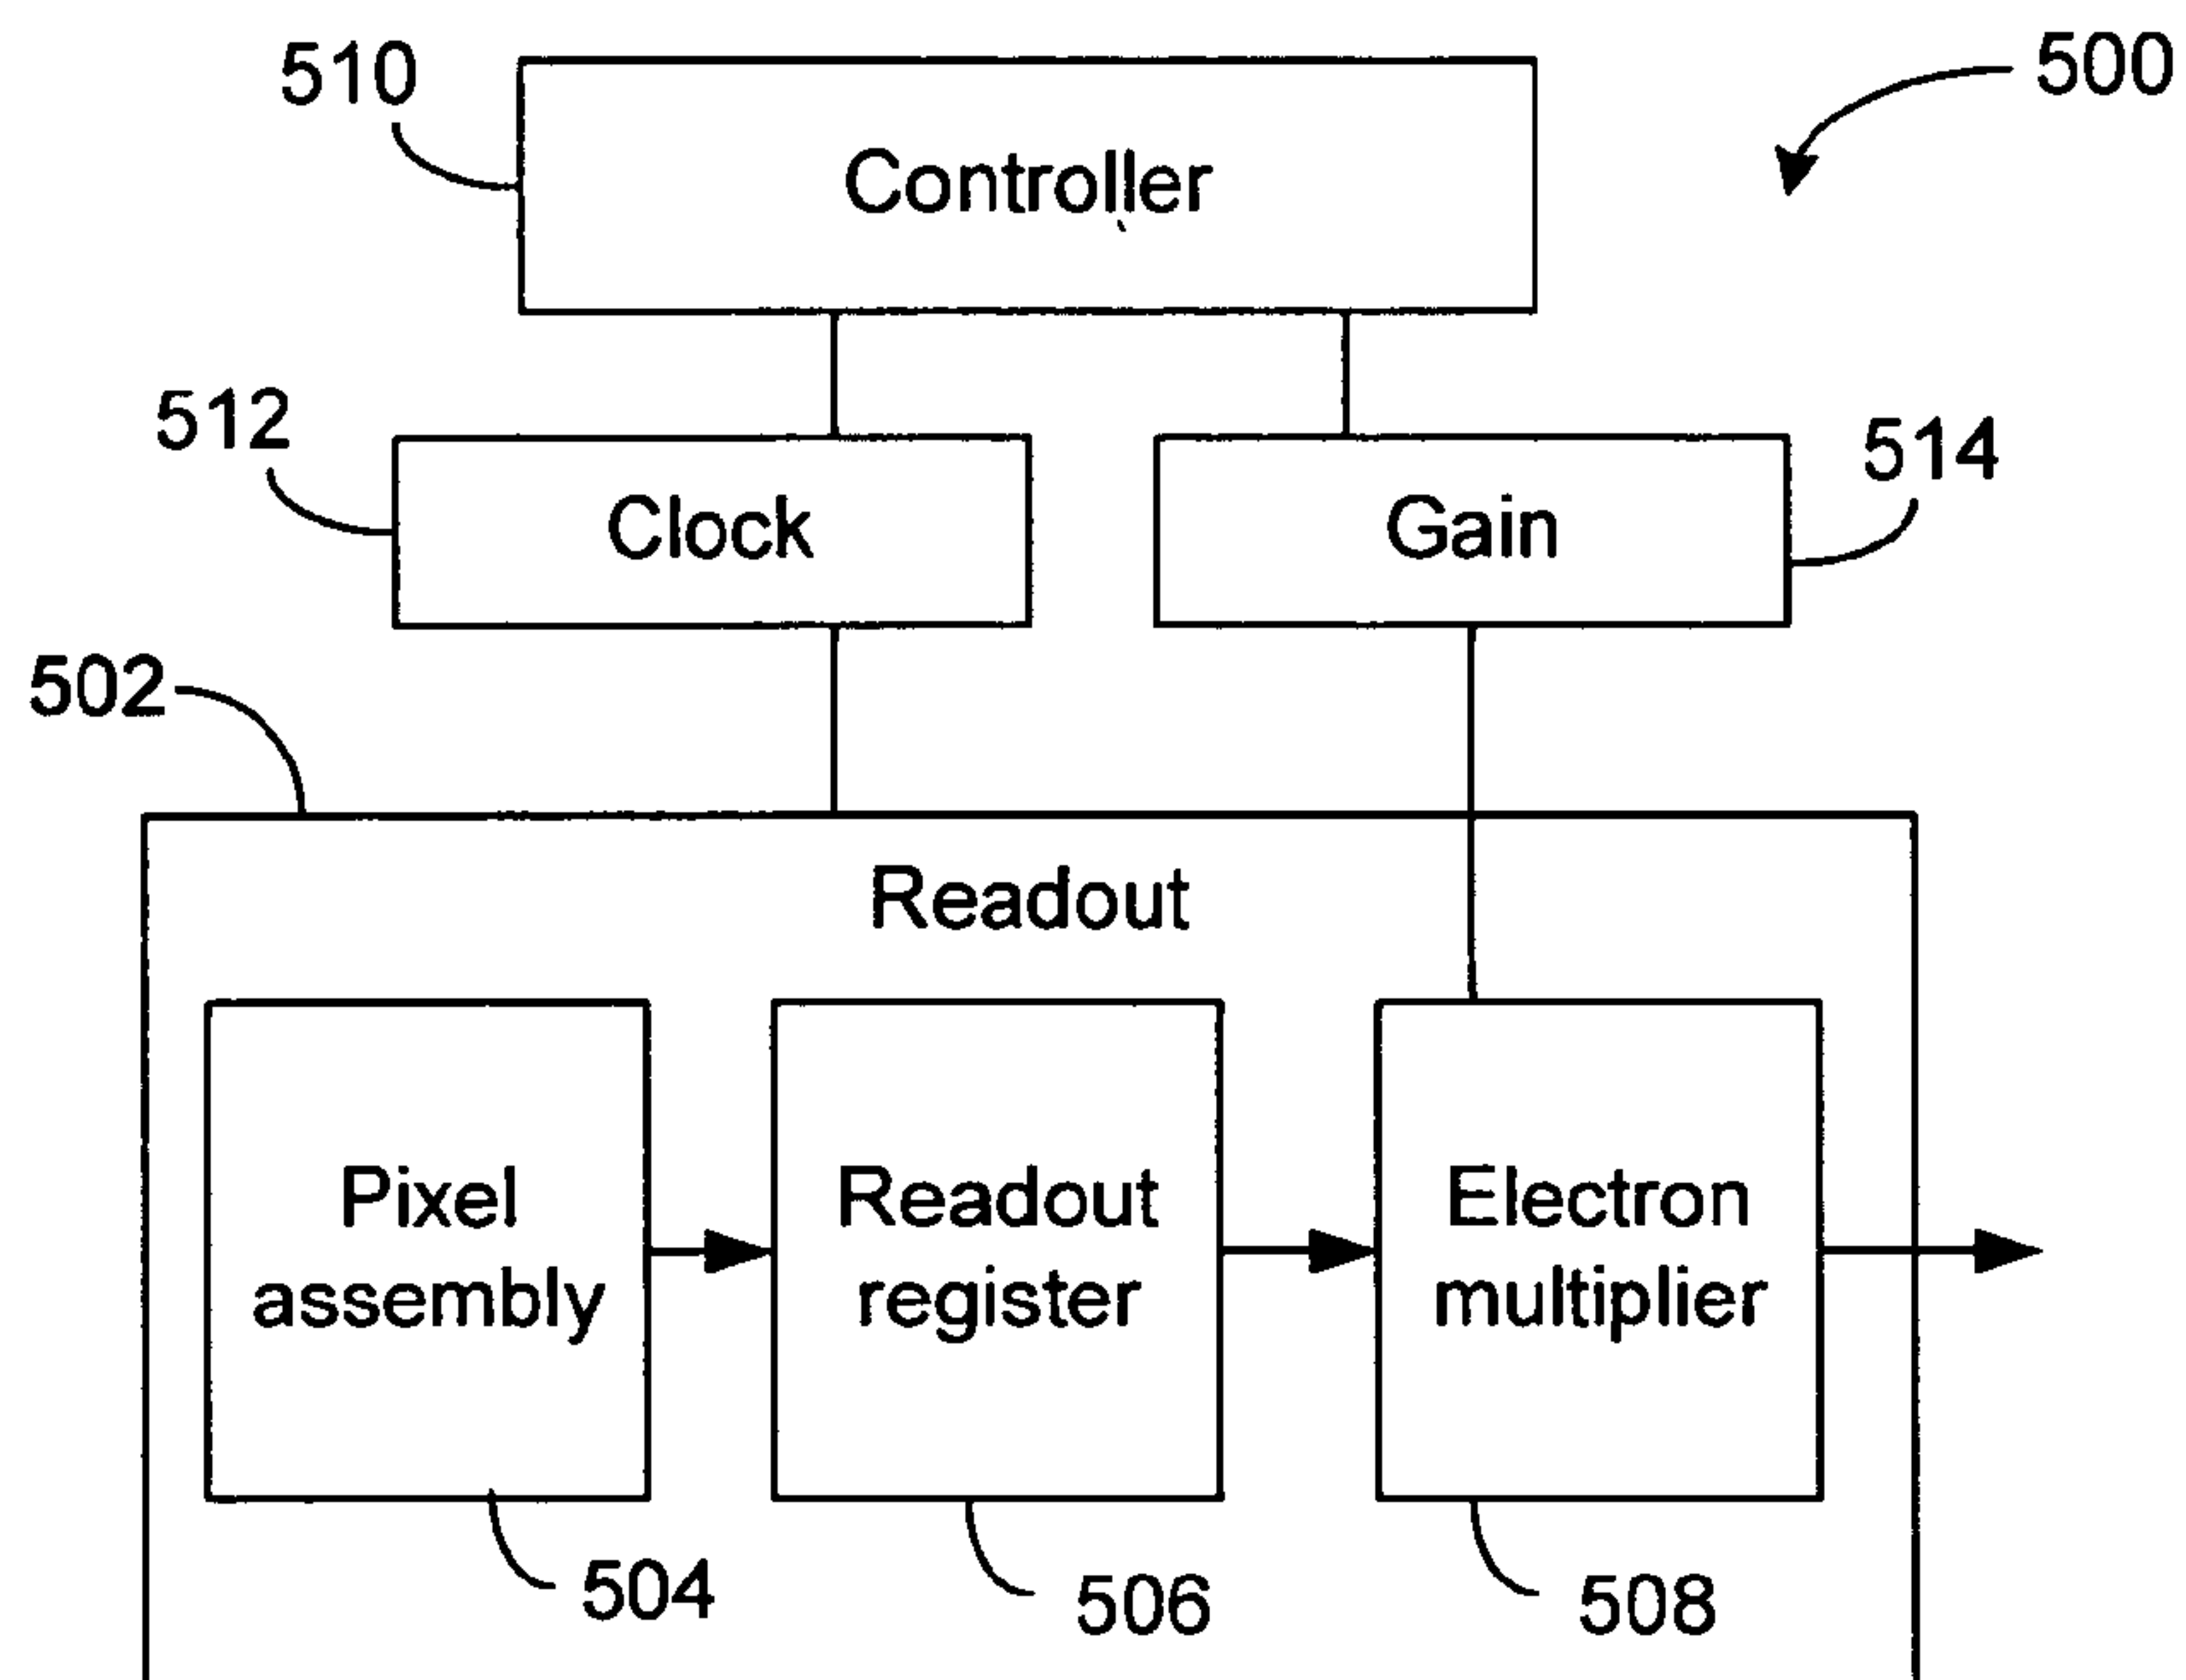 510
500
Controller
512
514
Clock
Gain
502
Readout
Pixel
assembly
Readout
register
Electron
multiplier
504
506
508